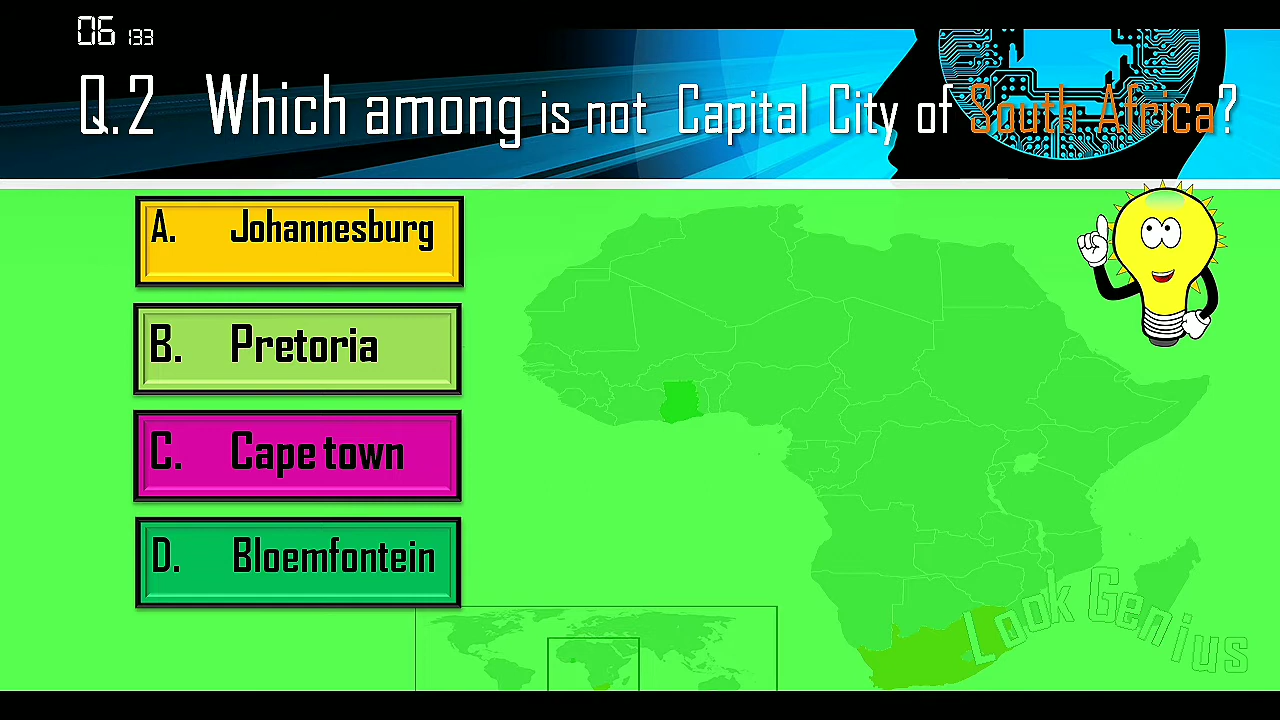 06 133
Q.2 Which among is not Capital City of South Africa?
A. Johannesburg
B. Pretoria
C. Cape town
D. Bloemfontein
Look Genius